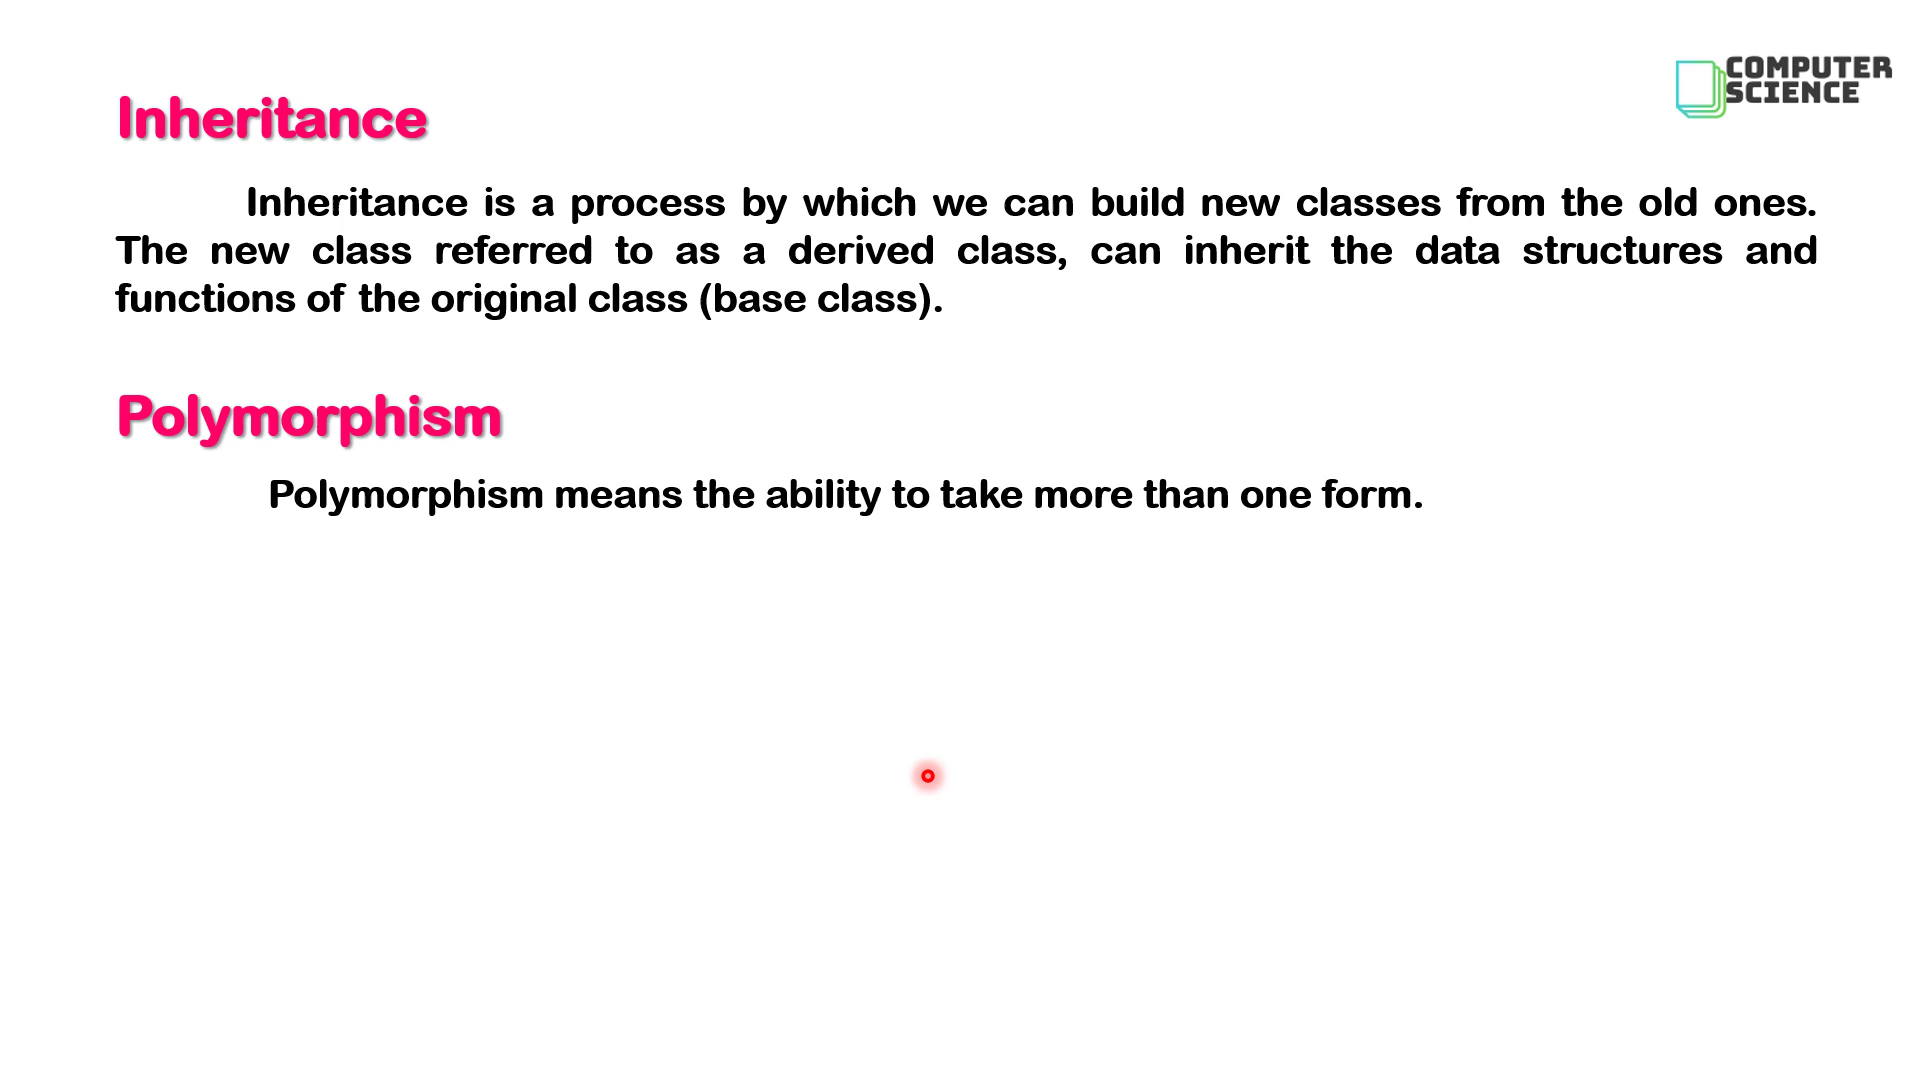 COMPUTER
SCIENCE
Inheritance
Inheritance is a process by which we can build new classes from the old ones.
The new class referred to as a derived class, can inherit the data structures and
functions of the original class (base class).
Polymorphism
Polymorphism means the ability to take more than one form.